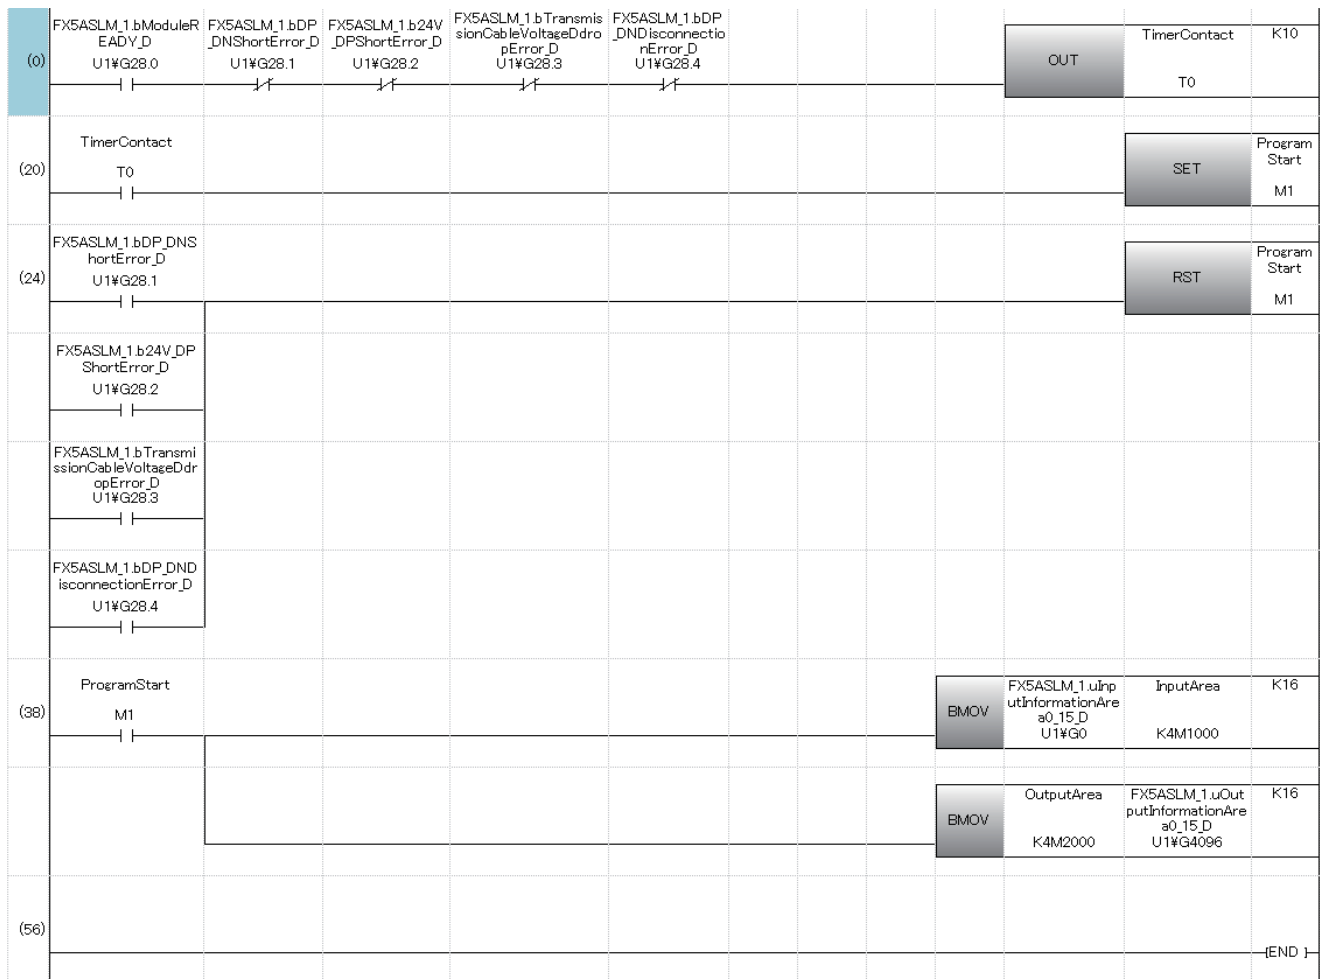 FX5ASLM_1.bModuleR
EADY_D
U1¥G28.0
FX5ASLM_1.bDP
_DNShortError_D
U1¥G28.1
FX5ASLM_1.b24V
_DPShortError_D
U1¥G28.2
FX5ASLM_1.bTransmis
sionCableVoltageDdro
pError_D
U1¥G28.3
FX5ASLM_1.bDP
_DNDisconnectio
nError_D
U1¥G28.4
(0)
OUT
TimerContact
T0
K10
(20)
TimerContact
T0
SET
Program
Start
M1
(24)
FX5ASLM_1.bDP_DNS
hortError_D
U1¥G28.1
RST
Program
Start
M1
FX5ASLM_1.b24V_DP
ShortError_D
U1¥G28.2
FX5ASLM_1.bTransmi
ssionCableVoltageDdr
opError_D
U1¥G28.3
FX5ASLM_1.bDP_DND
isconnectionError_D
U1¥G28.4
(38)
ProgramStart
M1
BMOV
FX5ASLM_1.uInp
utInformationAre
a0_15_D
U1¥G0
InputArea
K4M1000
K16
BMOV
OutputArea
K4M2000
FX5ASLM_1.uOut
putInformationAre
a0_15_D
U1¥G4096
K16
(56)
[END ]